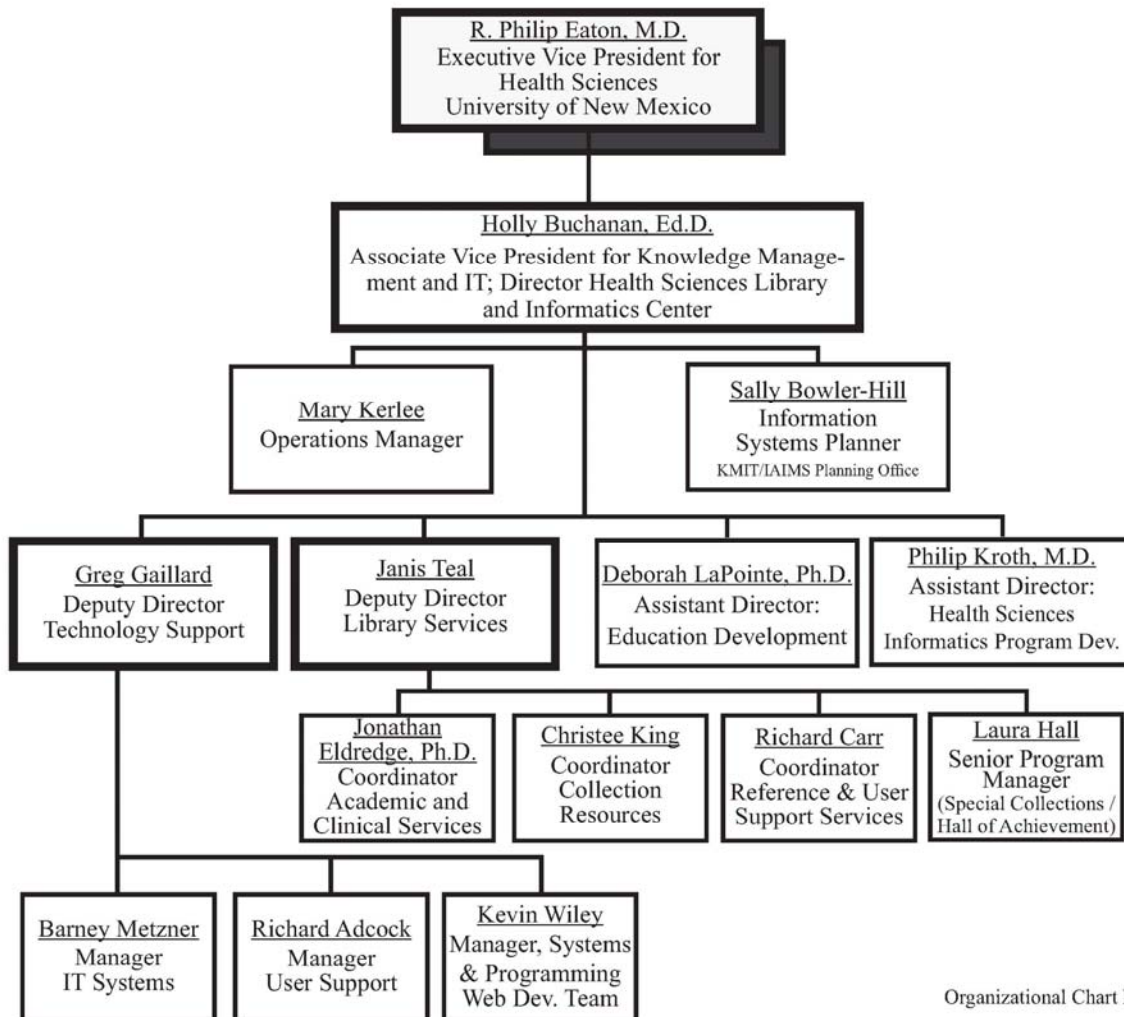 R. Philip Eaton, M.D.
Executive Vice President for
Health Sciences
University of New Mexico
Holly Buchanan, Ed.D.
Associate Vice President for Knowledge Manage-
ment and IT; Director Health Sciences Library
and Informatics Center
Mary Kerlee
Operations Manager
Sally Bowler-Hill
Information
Systems Planner
KMIT/IAIMS Planning Office
Greg Gaillard
Deputy Director
Technology Support
Janis Teal
Deputy Director
Library Services
Deborah LaPointe, Ph.D.
Assistant Director:
Education Development
Philip Kroth, M.D.
Assistant Director:
Health Sciences
Informatics Program Dev.
Jonathan
Eldredge, Ph.D.
Coordinator
Academic and
Clinical Services
Christee King
Coordinator
Collection
Resources
Richard Carr
Coordinator
Reference & User
Support Services
Laura Hall
Senior Program
Manager
(Special Collections /
Hall of Achievement)
Barney Metzner
Manager
IT Systems
Richard Adcock
Manager
User Support
Kevin Wiley
Manager, Systems
& Programming
Web Dev. Team
Organizational Chart